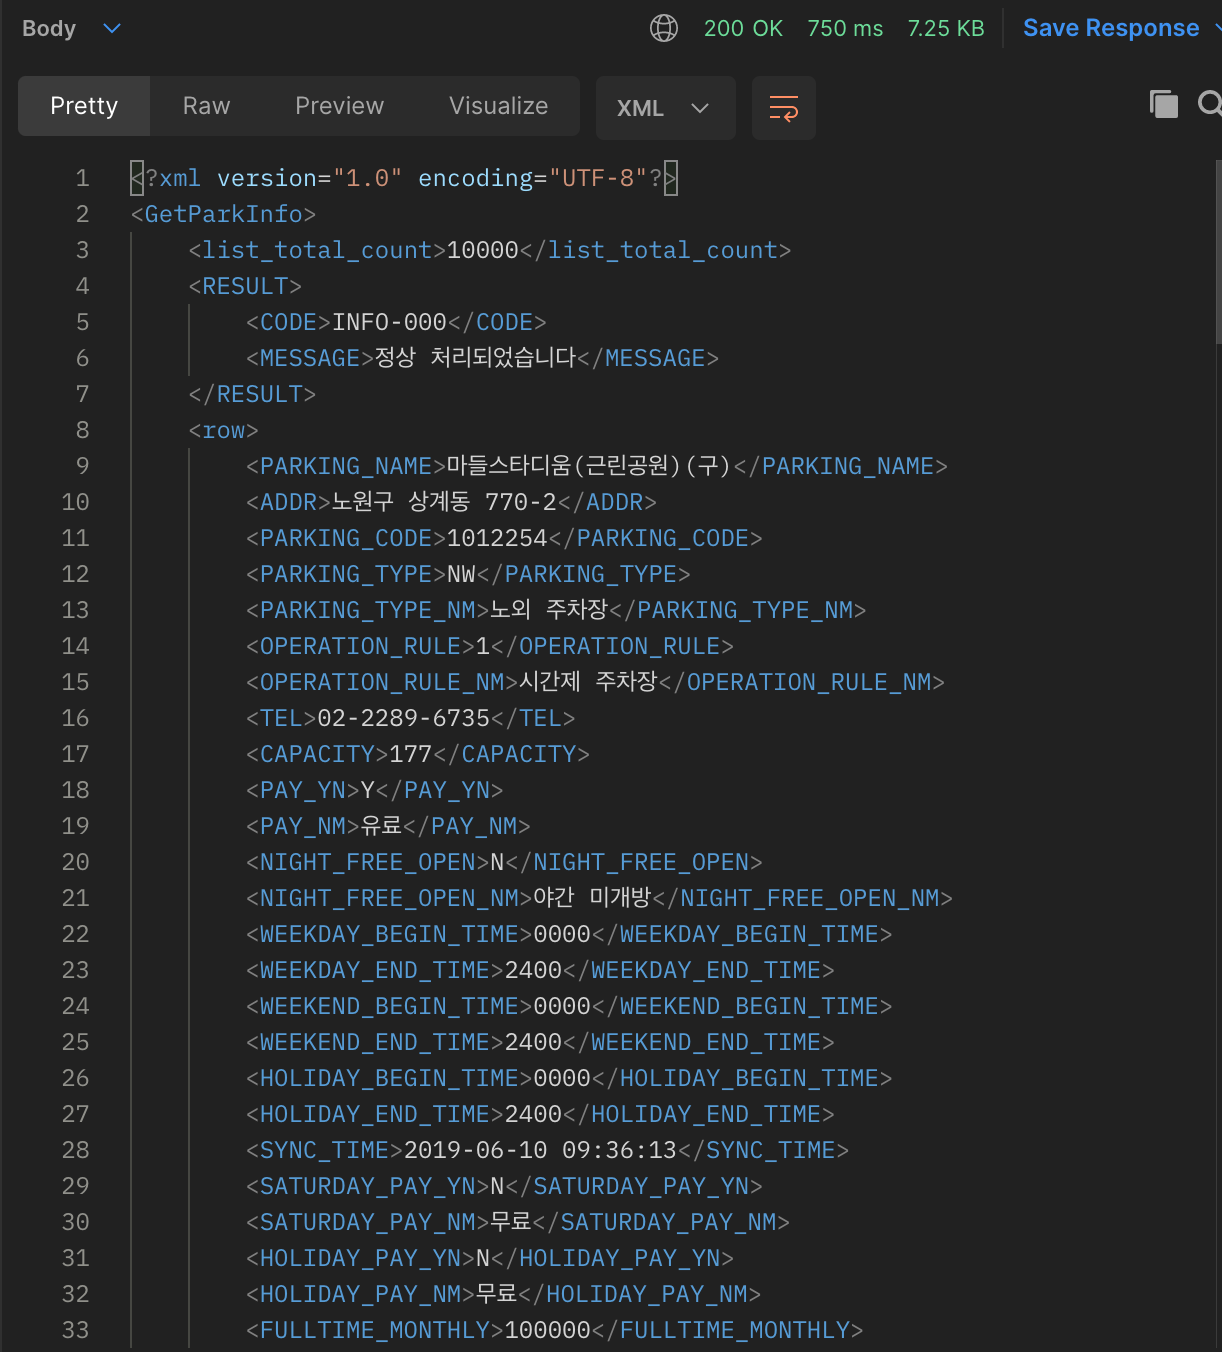 Body 200 OK 750 ms 7.25 KB Save Response
Pretty Raw Preview Visualize XML
1 <?xml version="1.0" encoding="UTF-8"?>
2 <GetParkInfo>
3 <list_total_count>10000</list_total_count>
4 <RESULT>
5 <CODE>INFO-000</CODE>
6 <MESSAGE>정상 처리되었습니다</MESSAGE>
7 </RESULT>
8 <row>
9 <PARKING_NAME>마들스타디움(근린공원)(구)</PARKING_NAME>
10 <ADDR>노원구 상계동 770-2</ADDR>
11 <PARKING_CODE>1012254</PARKING_CODE>
12 <PARKING_TYPE>NW</PARKING_TYPE>
13 <PARKING_TYPE_NM>노외 주차장</PARKING_TYPE_NM>
14 <OPERATION_RULE>1</OPERATION_RULE>
15 <OPERATION_RULE_NM>시간제 주차장</OPERATION_RULE_NM>
16 <TEL>02-2289-6735</TEL>
17 <CAPACITY>177</CAPACITY>
18 <PAY_YN>Y</PAY_YN>
19 <PAY_NM>유료</PAY_NM>
20 <NIGHT_FREE_OPEN>N</NIGHT_FREE_OPEN>
21 <NIGHT_FREE_OPEN_NM>야간 미개방</NIGHT_FREE_OPEN_NM>
22 <WEEKDAY_BEGIN_TIME>0000</WEEKDAY_BEGIN_TIME>
23 <WEEKDAY_END_TIME>2400</WEEKDAY_END_TIME>
24 <WEEKEND_BEGIN_TIME>0000</WEEKEND_BEGIN_TIME>
25 <WEEKEND_END_TIME>2400</WEEKEND_END_TIME>
26 <HOLIDAY_BEGIN_TIME>0000</HOLIDAY_BEGIN_TIME>
27 <HOLIDAY_END_TIME>2400</HOLIDAY_END_TIME>
28 <SYNC_TIME>2019-06-10 09:36:13</SYNC_TIME>
29 <SATURDAY_PAY_YN>N</SATURDAY_PAY_YN>
30 <SATURDAY_PAY_NM>무료</SATURDAY_PAY_NM>
31 <HOLIDAY_PAY_YN>N</HOLIDAY_PAY_YN>
32 <HOLIDAY_PAY_NM>무료</HOLIDAY_PAY_NM>
33 <FULLTIME_MONTHLY>100000</FULLTIME_MONTHLY>